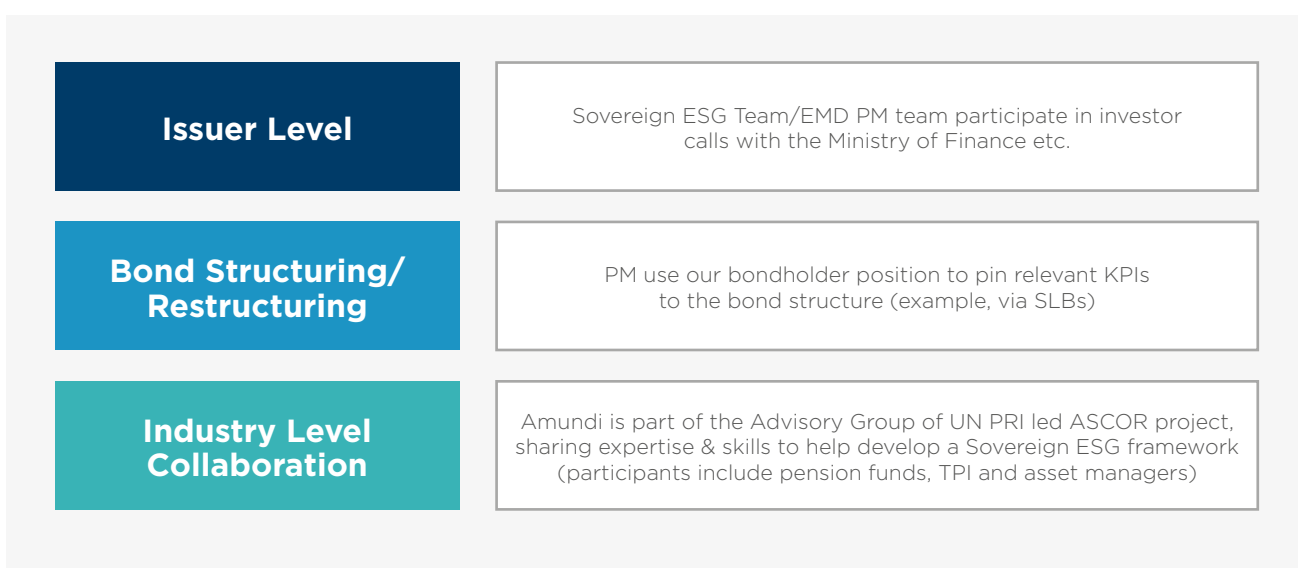 Issuer Level
Sovereign ESG Team/EMD PM team participate in investor
calls with the Ministry of Finance etc.
Bond Structuring/
Restructuring
PM use our bondholder position to pin relevant KPIs
to the bond structure (example, via SLBs)
Industry Level
Collaboration
Amundi is part of the Advisory Group of UN PRI led ASCOR project,
sharing expertise & skills to help develop a Sovereign ESG framework
(participants include pension funds, TPI and asset managers)